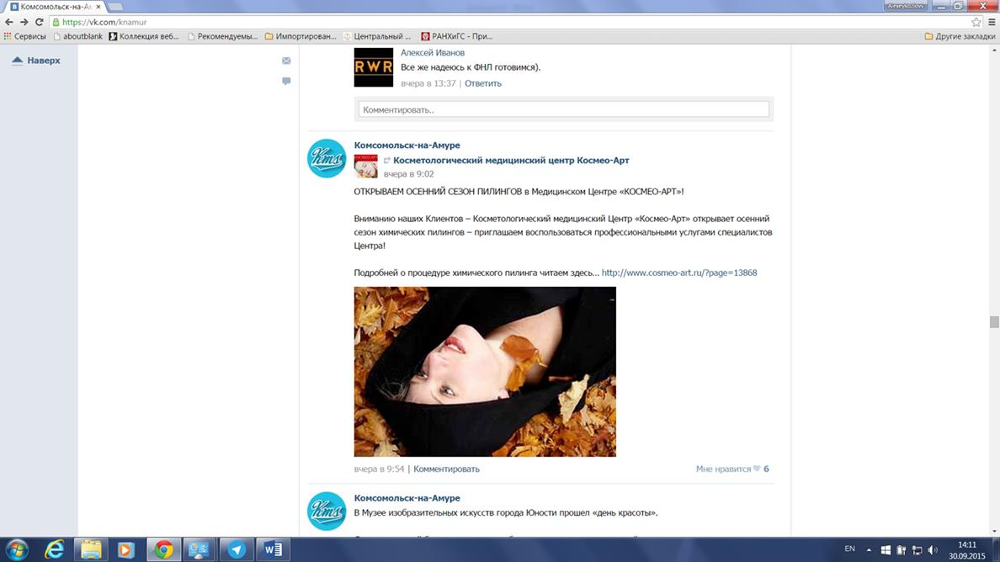 Комсомольск-на-Ам
Alexeykozlovv
https://vk.com/knamur
Сервисы
aboutblank
Коллекция веб...
Рекомендуемы...
Импортирован...
Центральный ...
РАНХиГС - При...
Другие закладки
Наверх
RWR
Алексей Иванов
Все же надеюсь к ФНЛ готовимся).
вчера в 13:37 | Ответить
Комментировать..
Kms
Комсомольск-на-Амуре
Косметологический медицинский центр Космео-Арт
вчера в 9:02
ОТКРЫВАЕМ ОСЕННИЙ СЕЗОН ПИЛИНГОВ в Медицинском Центре «КОСМЕО-АРТ»!
Вниманию наших Клиентов – Косметологический медицинский Центр «Космео-Арт» открывает осенний
сезон химических пилингов – приглашаем воспользоваться профессиональными услугами специалистов
Центра!
Подробней о процедуре химического пилинга читаем здесь... http://www.cosmeo-art.ru/?page=13868
вчера в 9:54 | Комментировать
Мне нравится 6
Kms
Комсомольск-на-Амуре
В Музее изобразительных искусств города Юности прошел «день красоты».
EN
14:11
30.09.2015